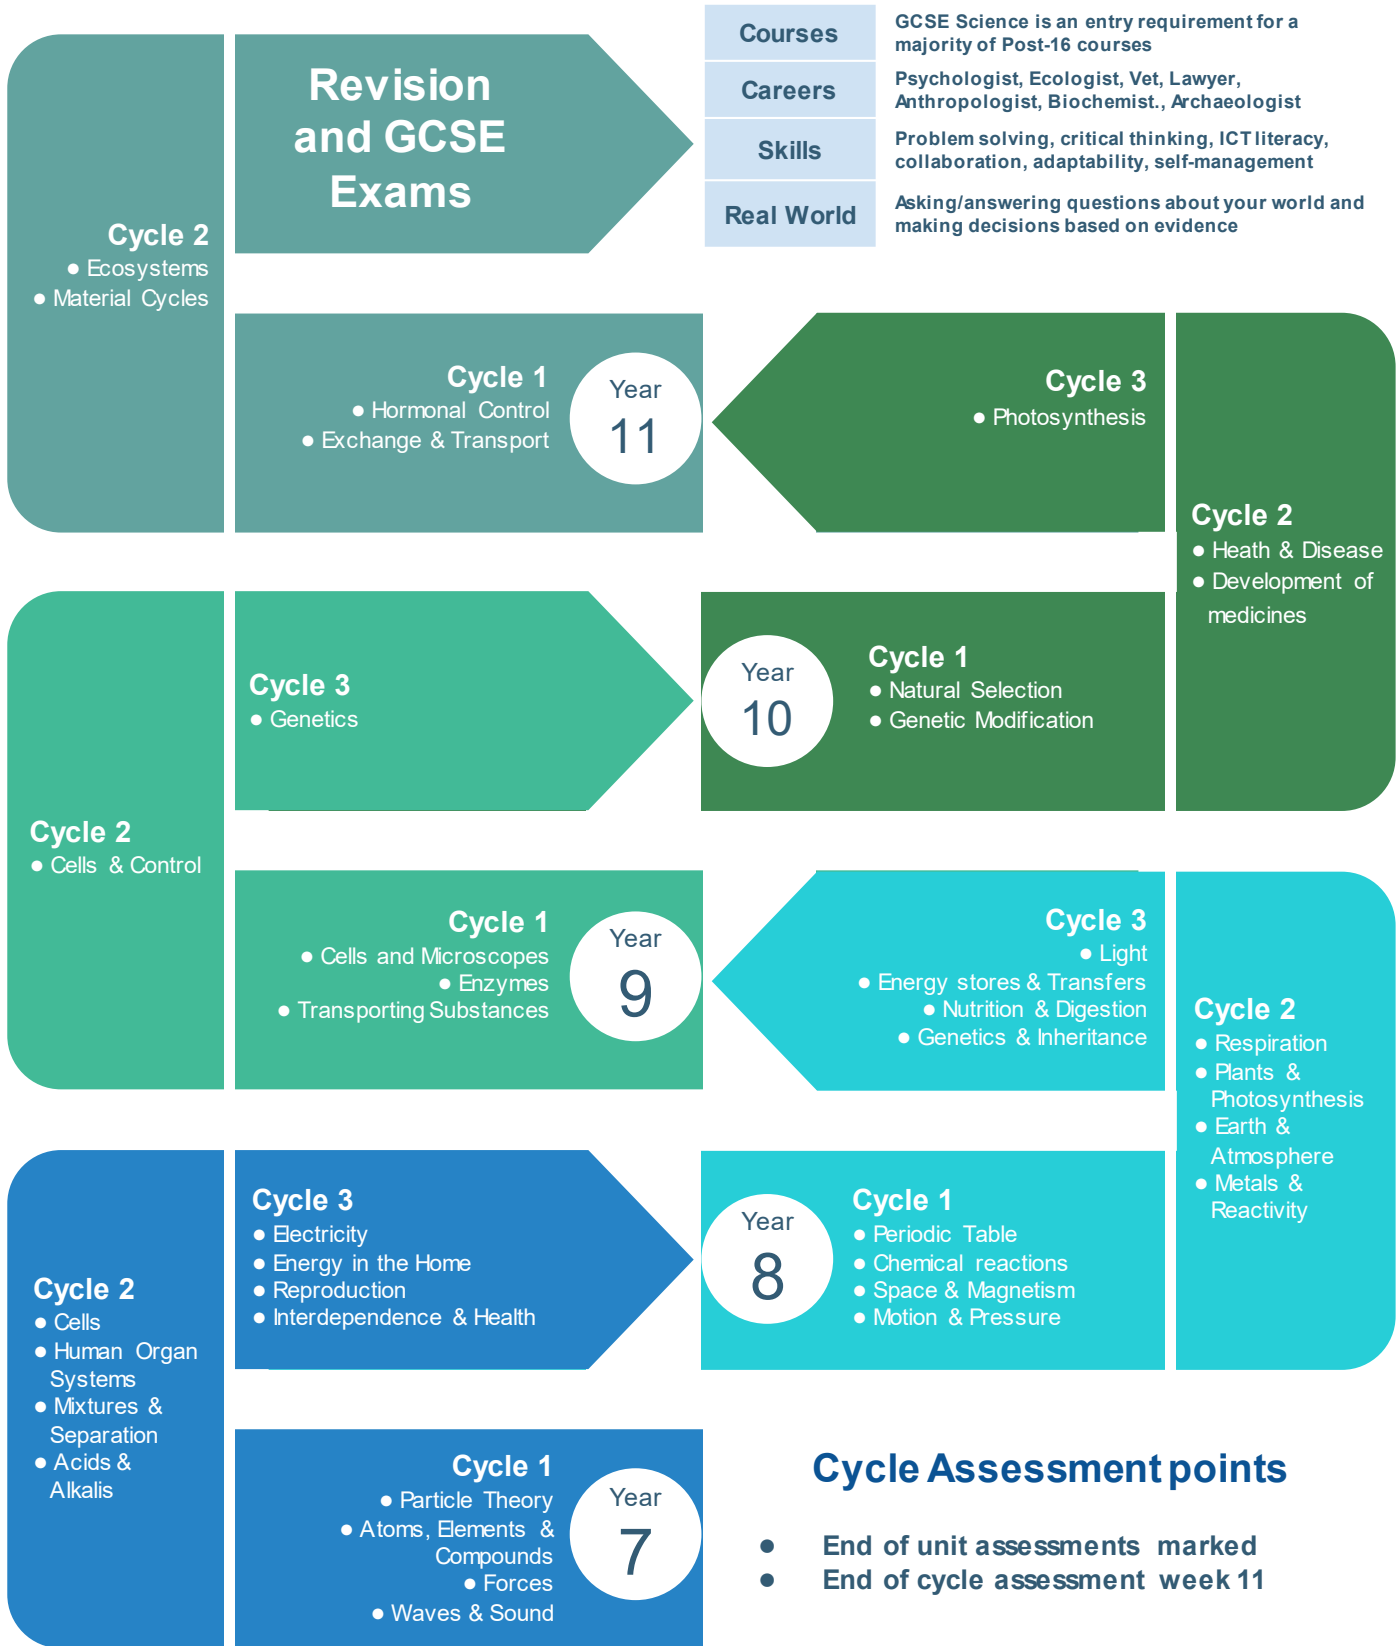 Revision
and GCSE
Exams
Courses
GCSE Science is an entry requirement for a
majority of Post-16 courses
Careers
Psychologist, Ecologist, Vet, Lawyer,
Anthropologist, Biochemist., Archaeologist
Skills
Problem solving, critical thinking, ICT literacy,
collaboration, adaptability, self-management
Real World
Asking/answering questions about your world and
making decisions based on evidence
Cycle 2
● Ecosystems
● Material Cycles
Cycle 1
● Hormonal Control
● Exchange & Transport
Year
11
Cycle 3
● Photosynthesis
Cycle 2
● Heath & Disease
● Development of
medicines
Cycle 3
● Genetics
Year
10
Cycle 1
● Natural Selection
● Genetic Modification
Cycle 2
● Cells & Control
Cycle 1
● Cells and Microscopes
● Enzymes
● Transporting Substances
Year
9
Cycle 3
● Light
● Energy stores & Transfers
● Nutrition & Digestion
● Genetics & Inheritance
Cycle 2
● Respiration
● Plants &
Photosynthesis
● Earth &
Atmosphere
● Metals &
Reactivity
Cycle 3
● Electricity
● Energy in the Home
● Reproduction
● Interdependence & Health
Year
8
Cycle 1
● Periodic Table
● Chemical reactions
● Space & Magnetism
● Motion & Pressure
Cycle 2
● Cells
● Human Organ
Systems
● Mixtures &
Separation
● Acids &
Alkalis
Cycle 1
● Particle Theory
● Atoms, Elements &
Compounds
● Forces
● Waves & Sound
Year
7
Cycle Assessment points
● End of unit assessments marked
● End of cycle assessment week 11